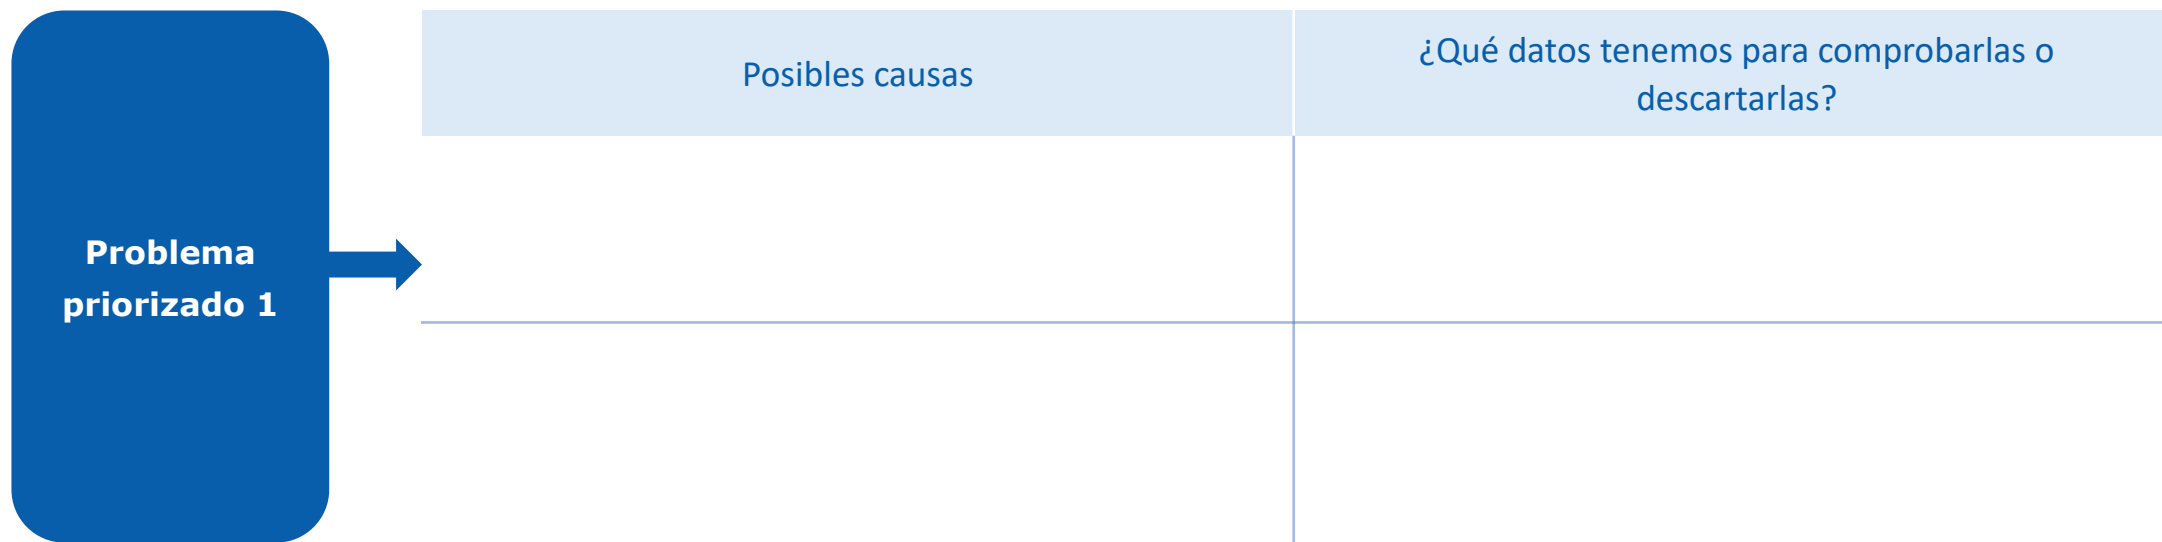 Problema
priorizado 1
Posibles causas
¿Qué datos tenemos para comprobarlas o
descartarlas?